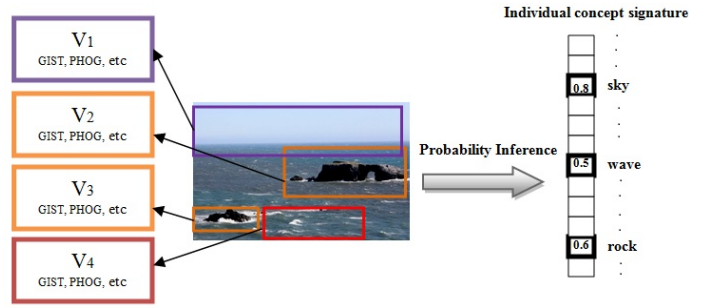 Individual concept signature
V1
GIST, PHOG, etc
V2
GIST, PHOG, etc
V3
GIST, PHOG, etc
V4
GIST, PHOG, etc
Probability Inference
0.8 sky
0.5 wave
0.6 rock